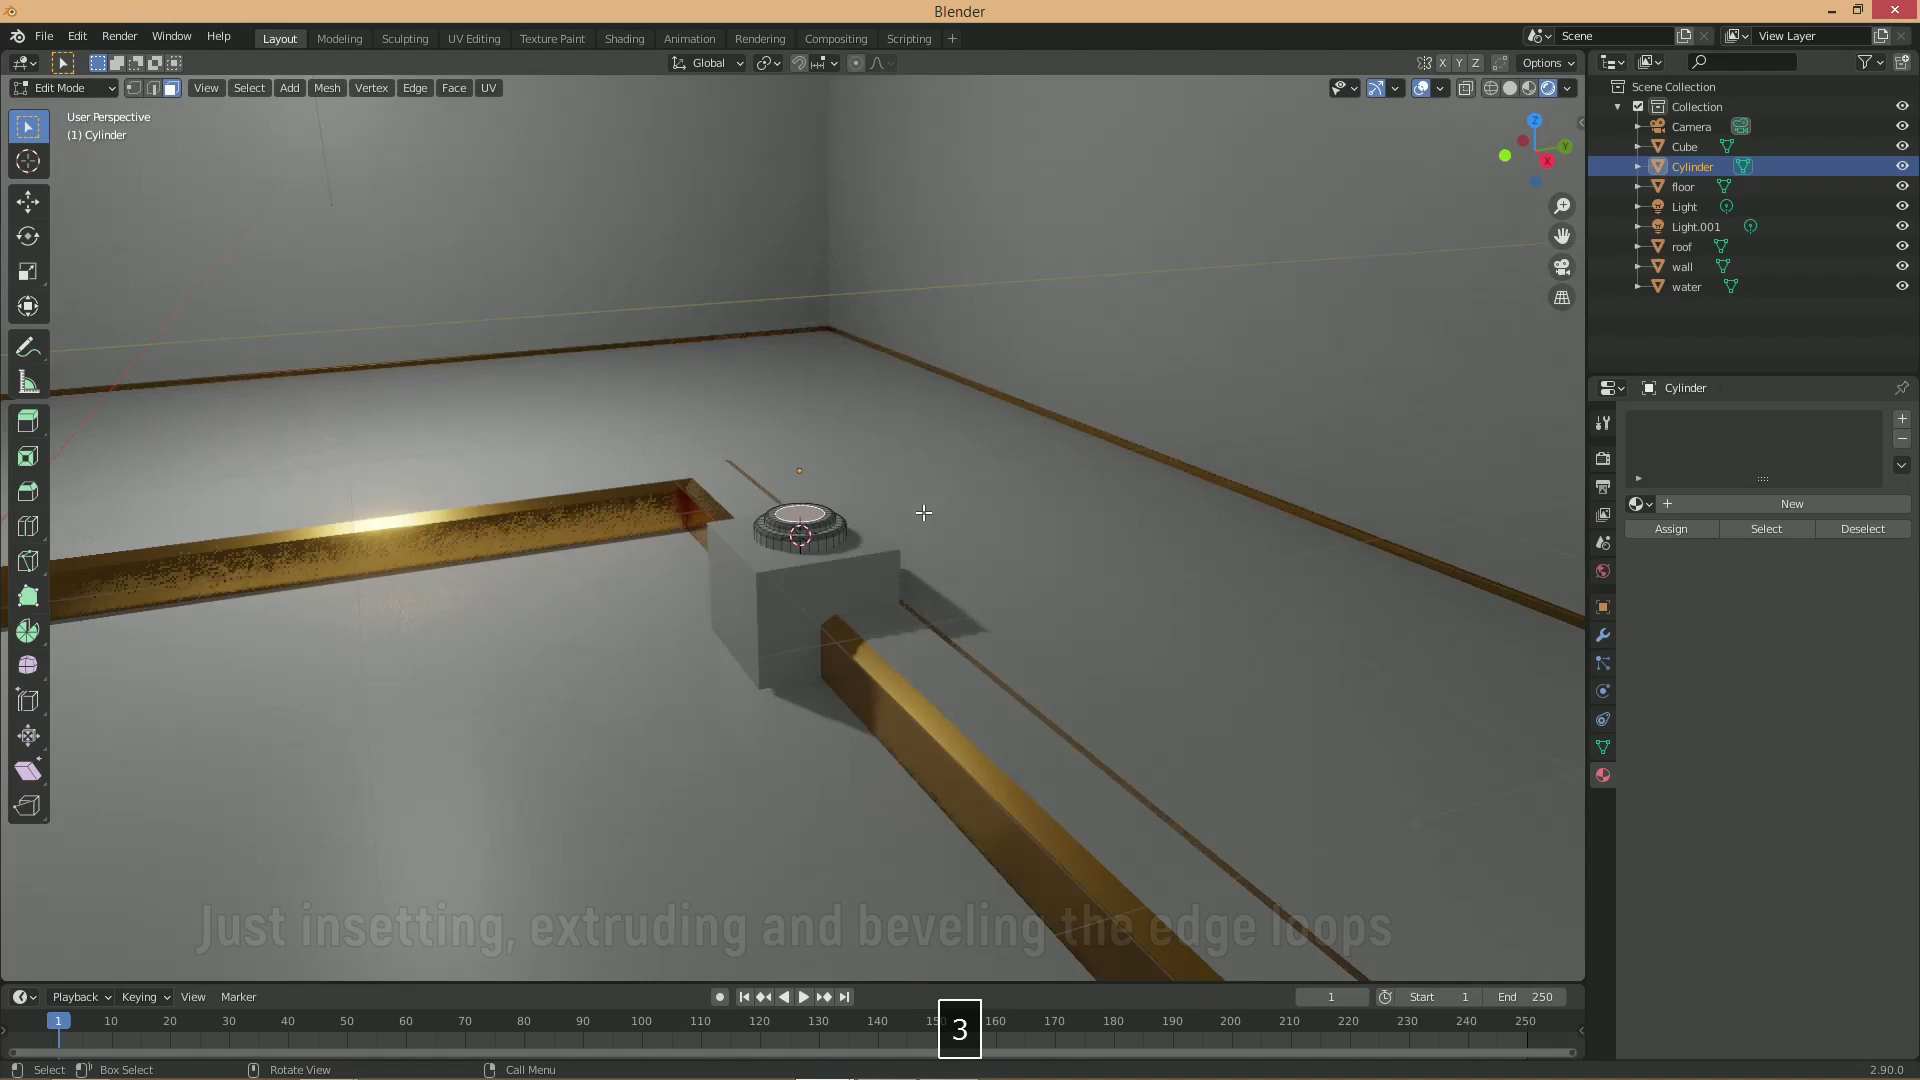 Blender
File Edit Render Window Help
Layout Modeling Sculpting UV Editing Texture Paint Shading Animation Rendering Compositing Scripting +
Scene
View Layer
Global
X Y Z
Options
Edit Mode
View Select Add Mesh Vertex Edge Face UV
User Perspective
(1) Cylinder
Z
Y
X
Scene Collection
Collection
Camera
Cube
Cylinder
floor
Light
Light.001
roof
wall
water
Cylinder
New
Assign Select Deselect
Just insetting, extruding and beveling the edge loops
Playback Keying View Marker
1
Start 1
End 250
1 10 20 30 40 50 60 70 80 90 100 110 120 130 140 150 160 170 180 190 200 210 220 230 240 250
3
Select Box Select Rotate View Call Menu
2.90.0